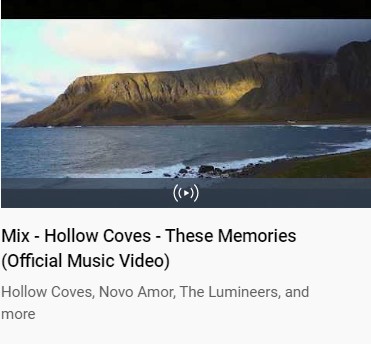 Mix - Hollow Coves - These Memories
(Official Music Video)
Hollow Coves, Novo Amor, The Lumineers, and
more